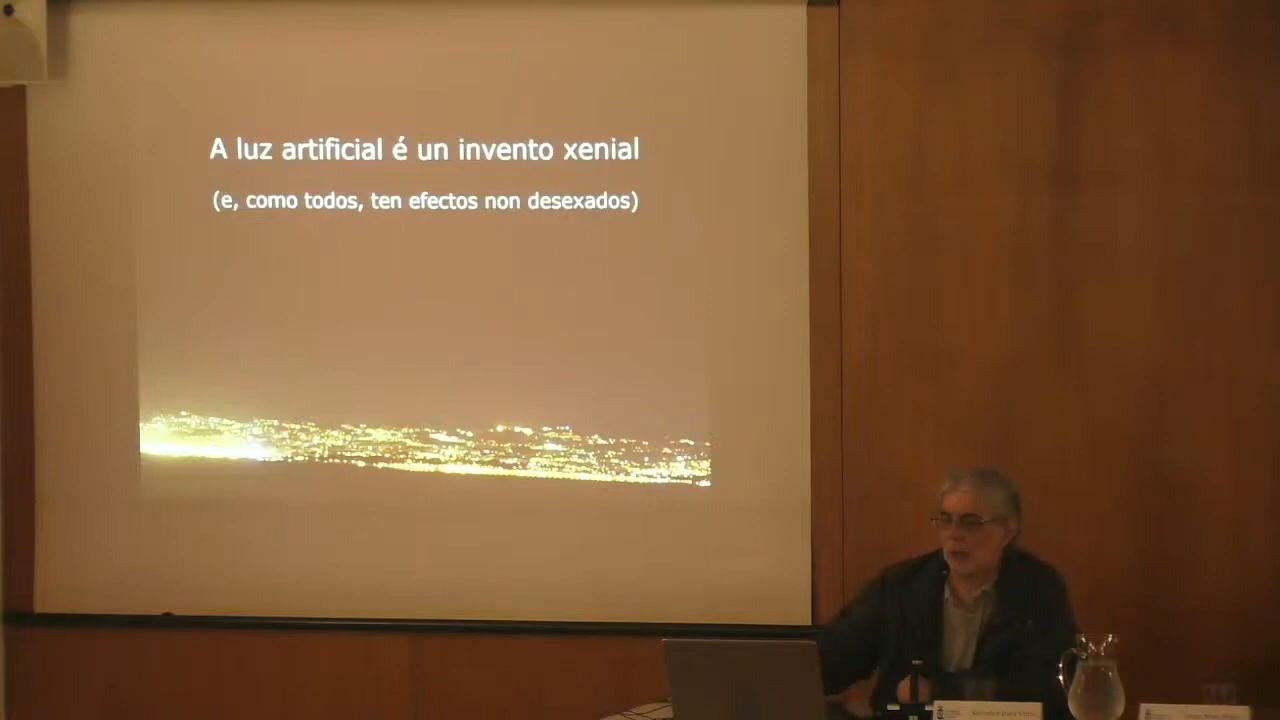 A luz artificial é un invento xenial
(e, como todos, ten efectos non desexados)